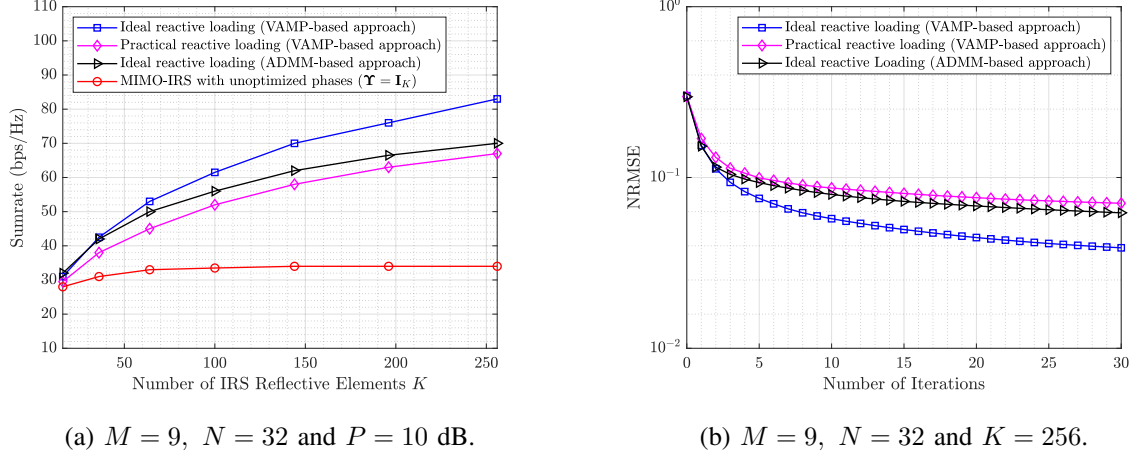 110
100
90
80
70
60
50
40
30
20
10
Sumrate (bps/Hz)
Ideal reactive loading (VAMP-based approach)
Practical reactive loading (VAMP-based approach)
Ideal reactive loading (ADMM-based approach)
MIMO-IRS with unoptimized phases (ϒ = I_K)
50 100 150 200 250
Number of IRS Reflective Elements K
(a) M = 9, N = 32 and P = 10 dB.
10^0
10^-1
10^-2
NRMSE
Ideal reactive loading (VAMP-based approach)
Practical reactive loading (VAMP-based approach)
Ideal reactive Loading (ADMM-based approach)
0 5 10 15 20 25 30
Number of Iterations
(b) M = 9, N = 32 and K = 256.